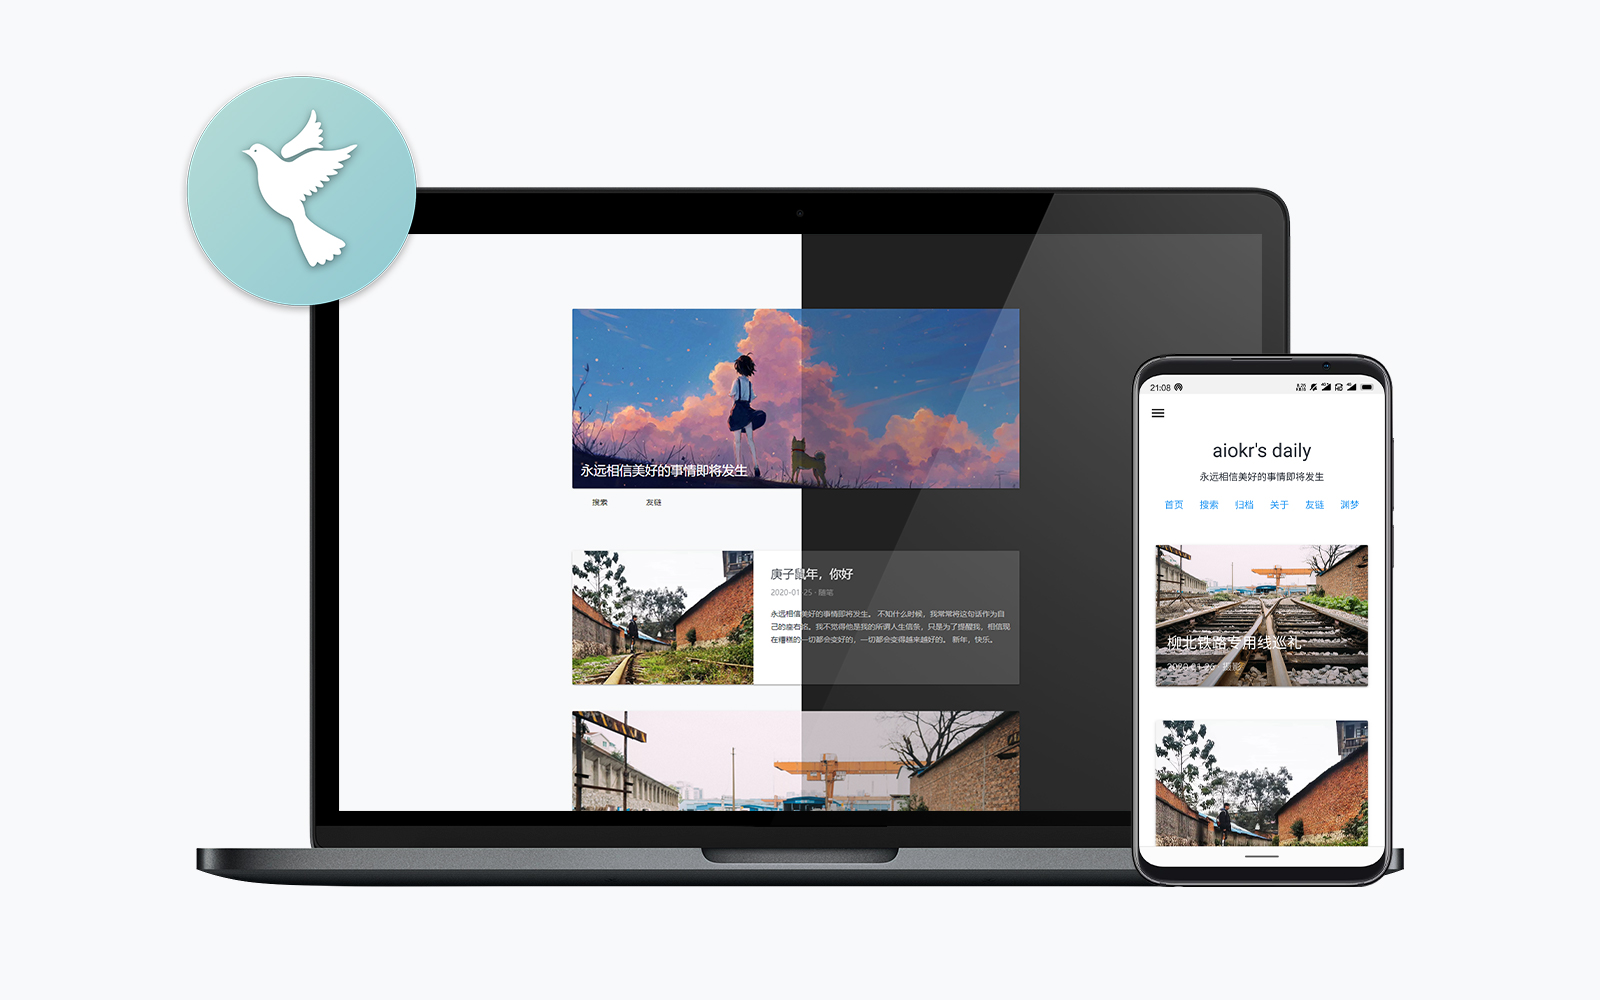 永远相信美好的事情即将发生
搜索 友链
庚子鼠年，你好
2020-01-25 · 随笔
永远相信美好的事情即将发生。 不知什么时候，我常常将这句话作为自
己的座右铭。我不觉得他是我的所谓人生信条，只是为了提醒我，相信现
在糟糕的一切都会变好的，一切都会变得越来越好的。 新年，快乐。
21:08
aiokr's daily
永远相信美好的事情即将发生
首页 搜索 归档 关于 友链 渊梦
柳北铁路专用线巡礼
2020-01-26 · 摄影